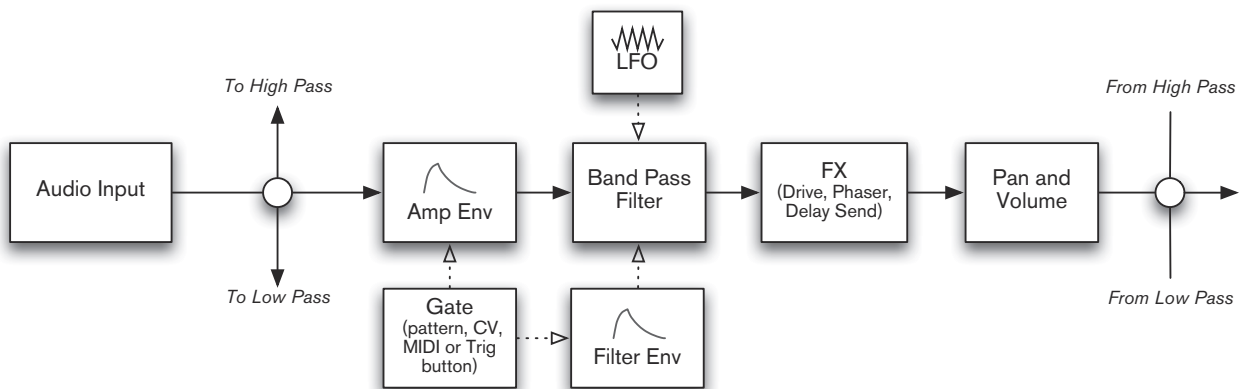 LFO
To High Pass
From High Pass
Audio Input
Amp Env
Band Pass
Filter
FX
(Drive, Phaser,
Delay Send)
Pan and
Volume
To Low Pass
From Low Pass
Gate
(pattern, CV,
MIDI or Trig
button)
Filter Env